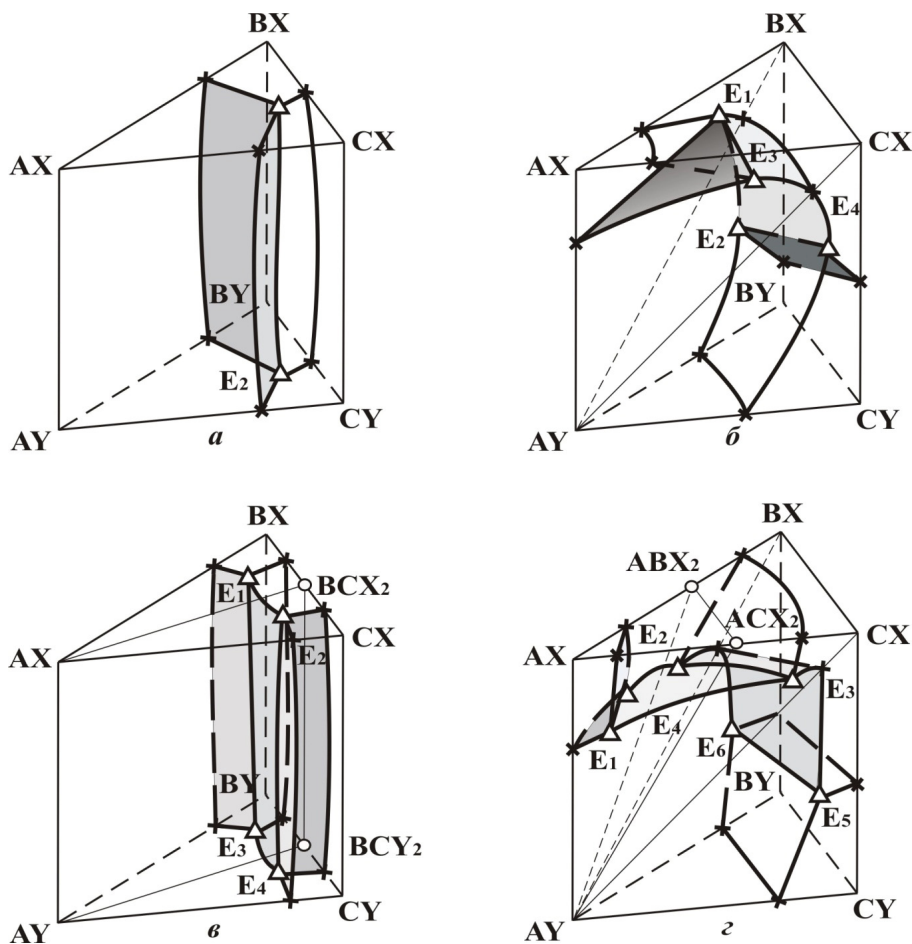 BX
AX
CX
BY
E2
AY
CY
а
BX
E1
AX
CX
E3
E4
E2
BY
AY
CY
б
BX
E1
BCX2
AX
CX
E2
BY
E3
BCY2
E4
AY
CY
в
BX
ABX2
ACX2
E2
AX
CX
E3
E4
E1
E6
BY
E5
AY
CY
г